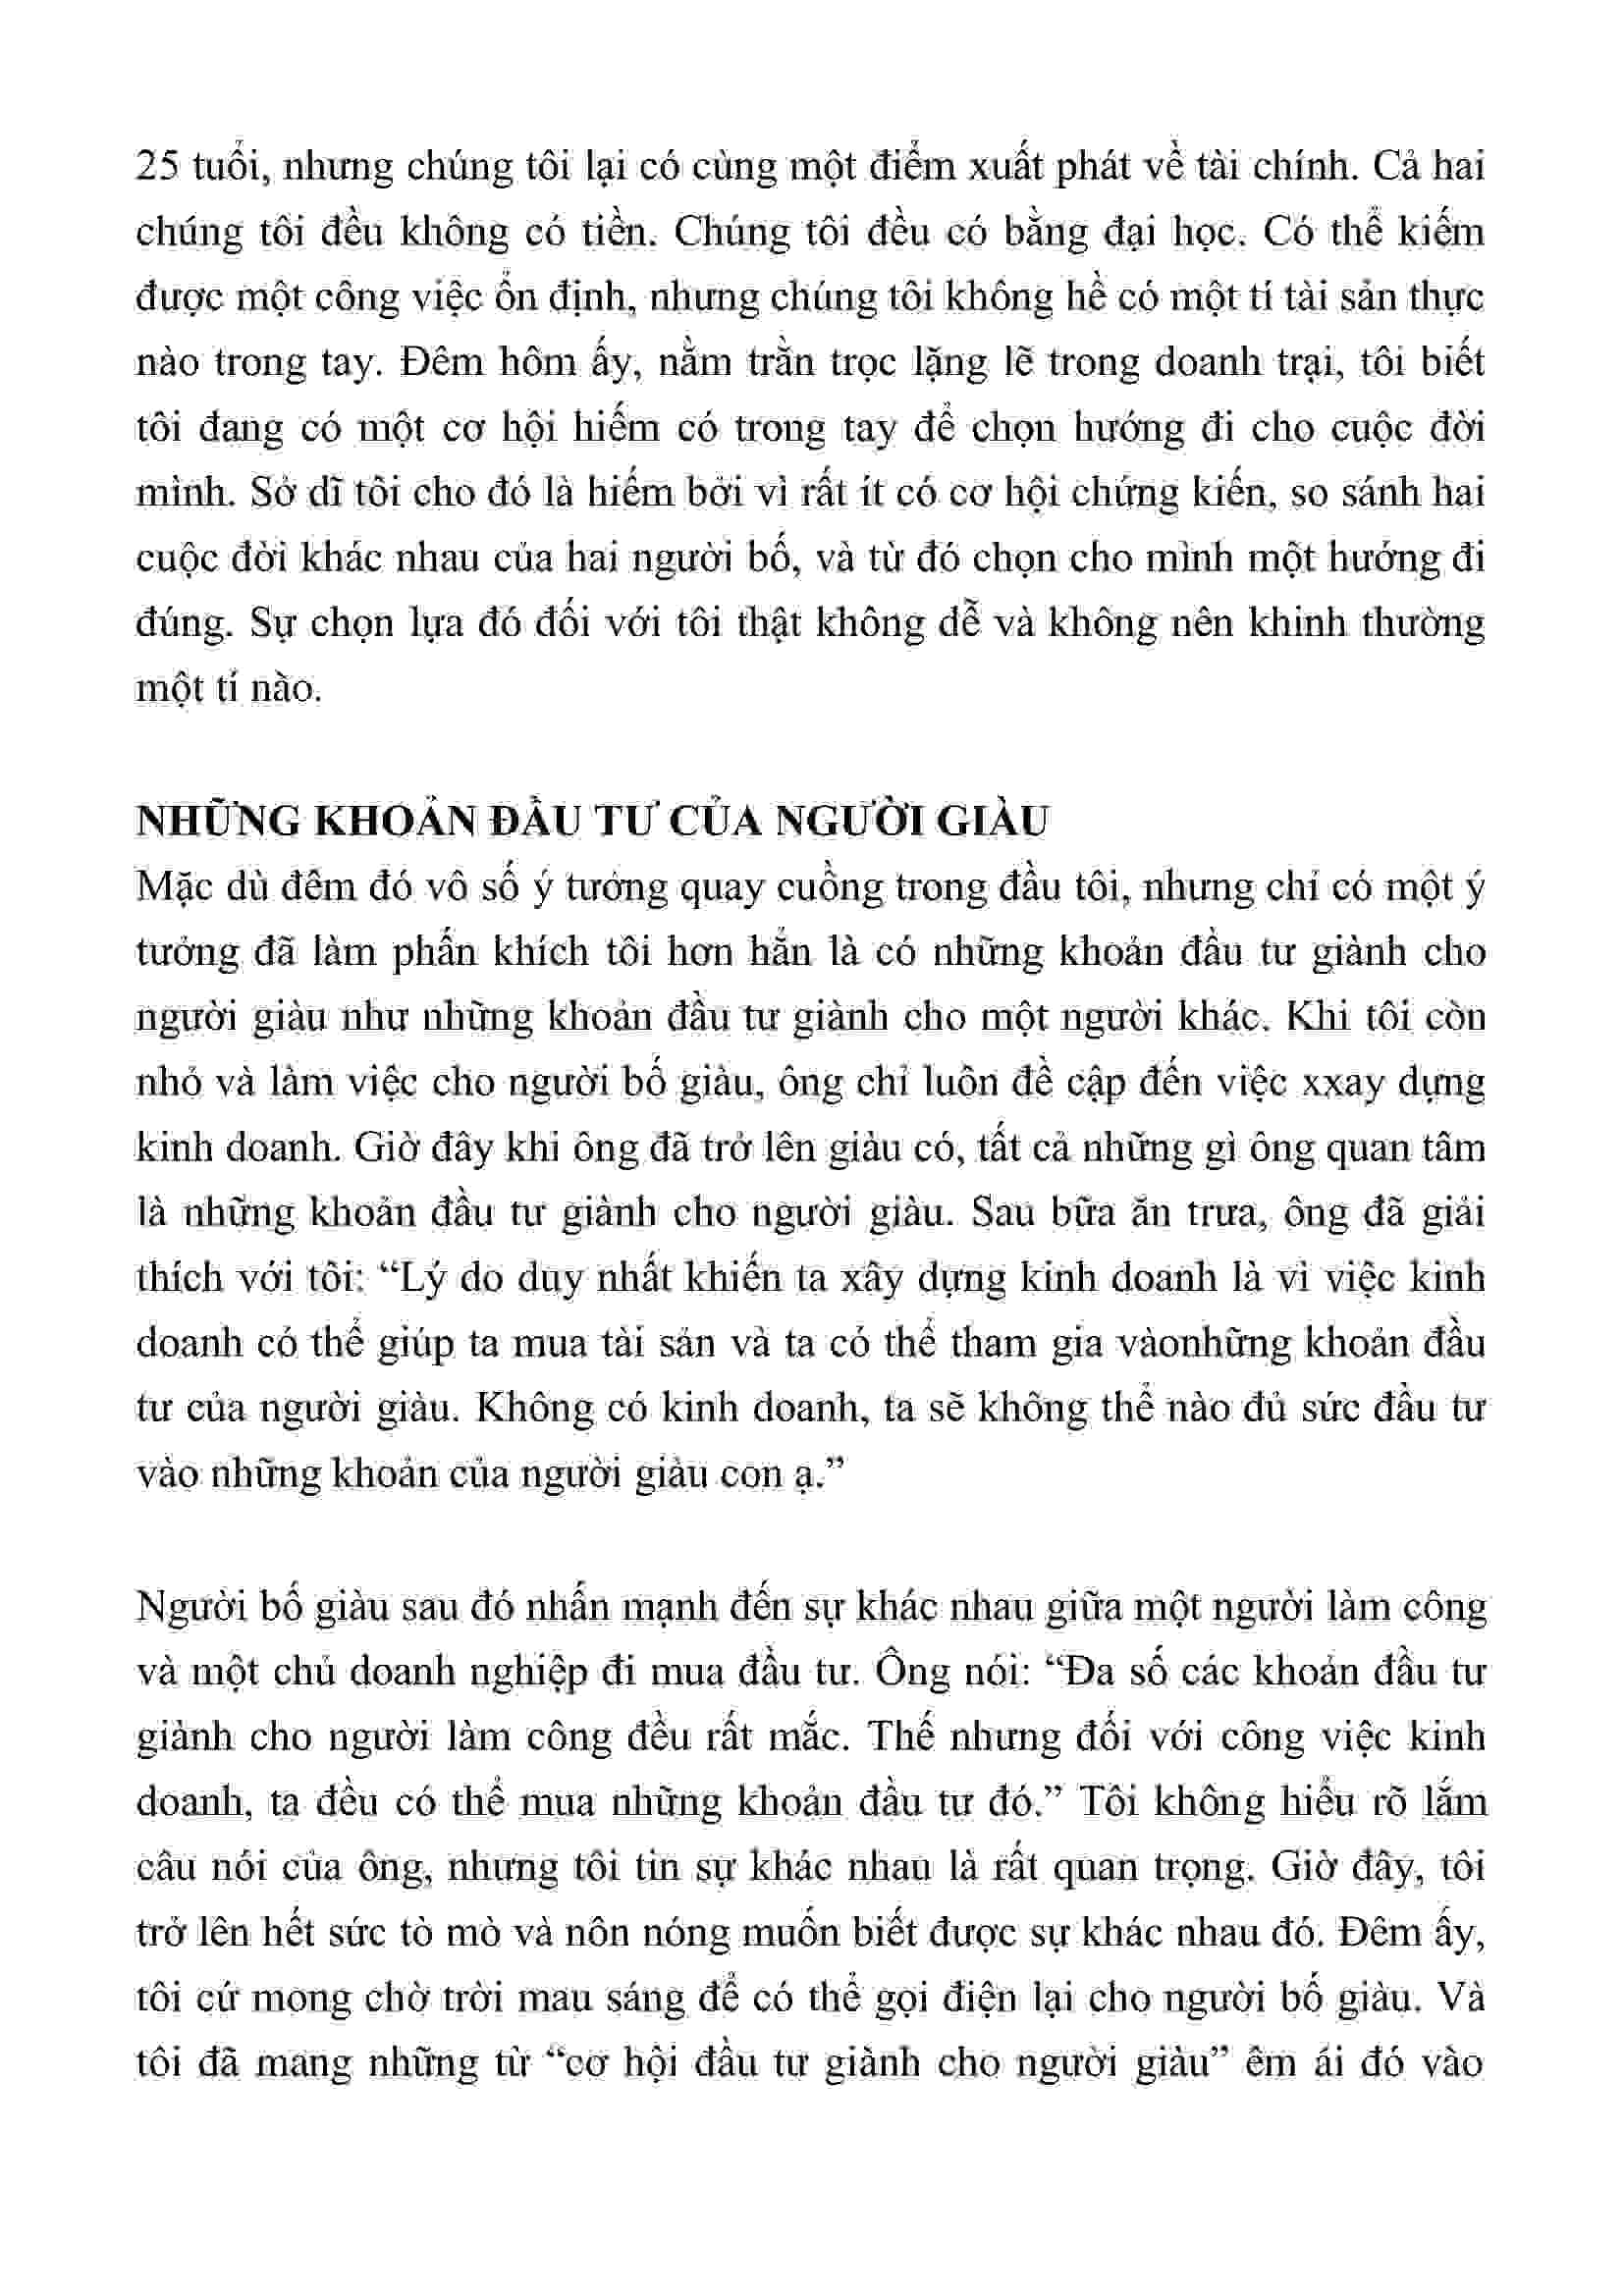 25 tuổi, nhưng chúng tôi lại có cùng một điểm xuất phát về tài chính. Cả hai
chúng tôi đều không có tiền. Chúng tôi đều có bằng đại học. Có thể kiếm
được một công việc ổn định, nhưng chúng tôi không hề có một tí tài sản thực
nào trong tay. Đêm hôm ấy, nằm trằn trọc lặng lẽ trong doanh trại, tôi biết
tôi đang có một cơ hội hiếm có trong tay để chọn hướng đi cho cuộc đời
mình. Sở dĩ tôi cho đó là hiếm bởi vì rất ít có cơ hội chứng kiến, so sánh hai
cuộc đời khác nhau của hai người bố, và từ đó chọn cho mình một hướng đi
đúng. Sự chọn lựa đó đối với tôi thật không dễ và không nên khinh thường
một tí nào.
NHỮNG KHOẢN ĐẦU TƯ CỦA NGƯỜI GIÀU
Mặc dù đêm đó vô số ý tưởng quay cuồng trong đầu tôi, nhưng chỉ có một ý
tưởng đã làm phấn khích tôi hơn hẳn là có những khoản đầu tư giành cho
người giàu như những khoản đầu tư giành cho một người khác. Khi tôi còn
nhỏ và làm việc cho người bố giàu, ông chỉ luôn đề cập đến việc xxay dựng
kinh doanh. Giờ đây khi ông đã trở lên giàu có, tất cả những gì ông quan tâm
là những khoản đầu tư giành cho người giàu. Sau bữa ăn trưa, ông đã giải
thích với tôi: “Lý do duy nhất khiến ta xây dựng kinh doanh là vì việc kinh
doanh có thể giúp ta mua tài sản và ta có thể tham gia vàonhững khoản đầu
tư của người giàu. Không có kinh doanh, ta sẽ không thể nào đủ sức đầu tư
vào những khoản của người giàu con ạ.”
Người bố giàu sau đó nhấn mạnh đến sự khác nhau giữa một người làm công
và một chủ doanh nghiệp đi mua đầu tư. Ông nói: “Đa số các khoản đầu tư
giành cho người làm công đều rất mắc. Thế nhưng đối với công việc kinh
doanh, ta đều có thể mua những khoản đầu tư đó.” Tôi không hiểu rõ lắm
câu nói của ông, nhưng tôi tin sự khác nhau là rất quan trọng. Giờ đây, tôi
trở lên hết sức tò mò và nôn nóng muốn biết được sự khác nhau đó. Đêm ấy,
tôi cứ mong chờ trời mau sáng để có thể gọi điện lại cho người bố giàu. Và
tôi đã mang những từ “cơ hội đầu tư giành cho người giàu” êm ái đó vào